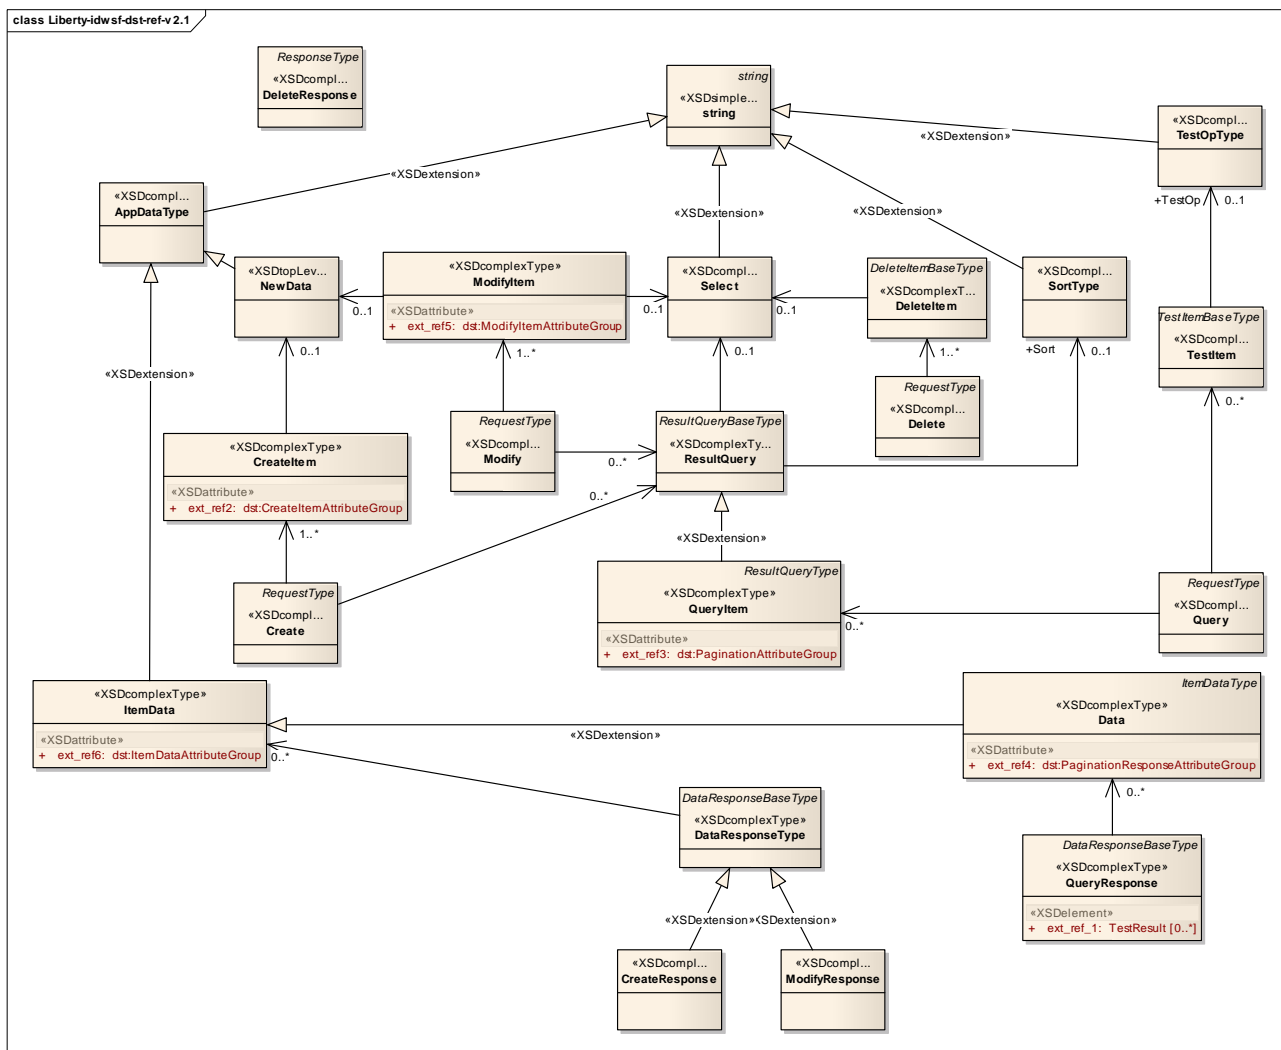 class Liberty-idwsf-dst-ref-v2.1
ResponseType
«XSDcompl...
DeleteResponse
string
«XSDsimple...
string
«XSDcompl...
TestOpType
«XSDextension»
«XSDextension»
«XSDcompl...
AppDataType
+TestOp
0..1
«XSDextension»
«XSDextension»
«XSDtopLev...
NewData
«XSDcomplexType»
ModifyItem
«XSDattribute»
+ ext_ref5: dst:ModifyItemAttributeGroup
«XSDcompl...
Select
DeleteItemBaseType
«XSDcomplexT...
DeleteItem
«XSDcompl...
SortType
0..1
0..1
0..1
TestItemBaseType
«XSDcompl...
TestItem
0..1
1..*
0..1
1..*
+Sort
0..1
«XSDextension»
RequestType
«XSDcompl...
Delete
0..*
RequestType
«XSDcompl...
Modify
ResultQueryBaseType
«XSDcomplexTy...
ResultQuery
«XSDcomplexType»
CreateItem
«XSDattribute»
+ ext_ref2: dst:CreateItemAttributeGroup
0..*
0..*
1..*
«XSDextension»
RequestType
«XSDcompl...
Create
ResultQueryType
«XSDcomplexType»
QueryItem
«XSDattribute»
+ ext_ref3: dst:PaginationAttributeGroup
0..*
RequestType
«XSDcompl...
Query
«XSDcomplexType»
ItemData
«XSDattribute»
+ ext_ref6: dst:ItemDataAttributeGroup
«XSDextension»
0..*
ItemDataType
«XSDcomplexType»
Data
«XSDattribute»
+ ext_ref4: dst:PaginationResponseAttributeGroup
0..*
DataResponseBaseType
«XSDcomplexType»
DataResponseType
DataResponseBaseType
«XSDcomplexType»
QueryResponse
«XSDelement»
+ ext_ref_1: TestResult [0..*]
«XSDextension»
«XSDextension»
«XSDcompl...
CreateResponse
«XSDcompl...
ModifyResponse